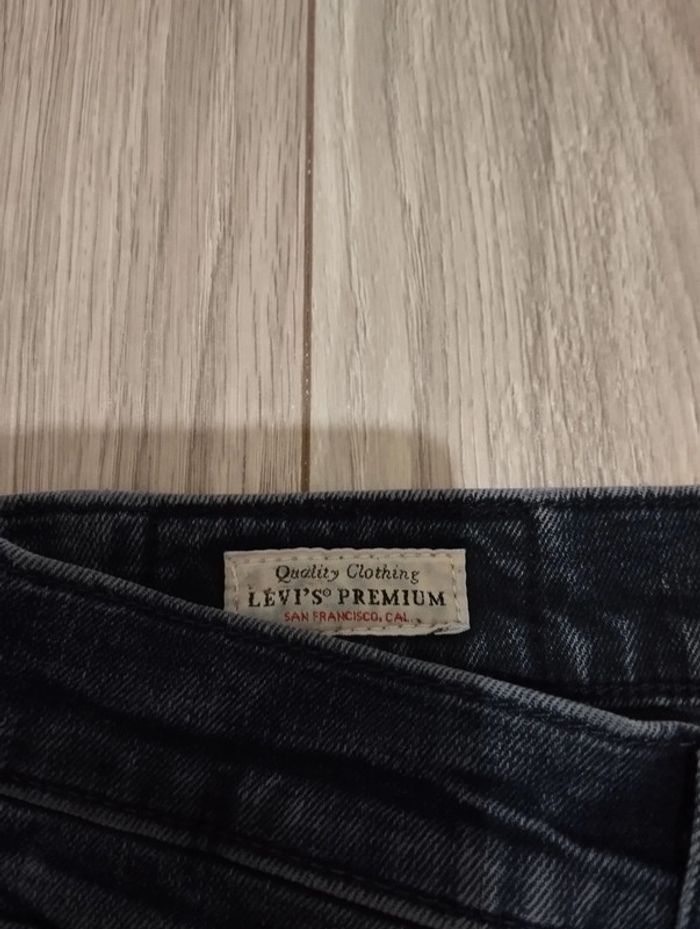 Quality Clothing
LEVI'S® PREMIUM
SAN FRANCISCO, CAL.